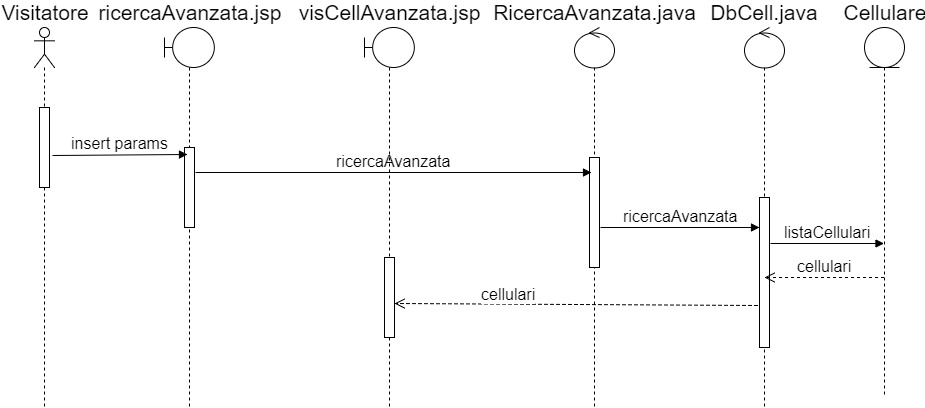 Visitatore ricercaAvanzata.jsp visCellAvanzata.jsp RicercaAvanzata.java DbCell.java Cellulare
insert params
ricercaAvanzata
ricercaAvanzata
listaCellulari
cellulari
cellulari